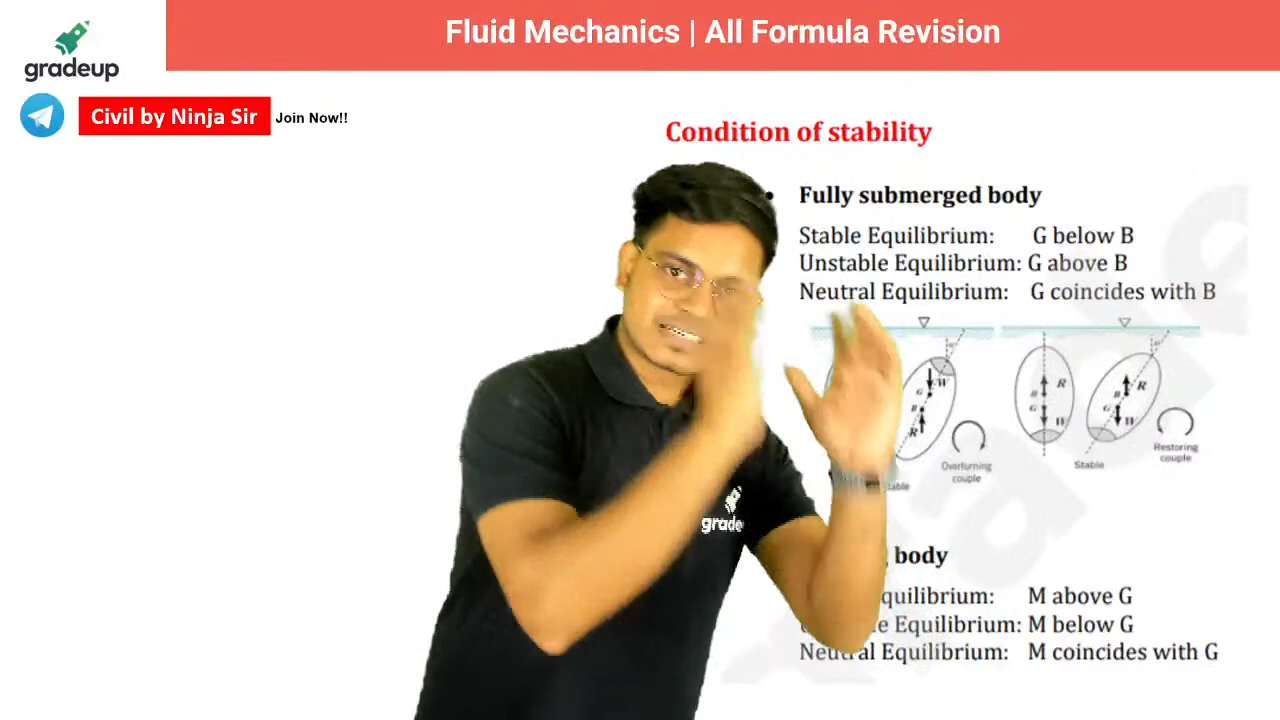 Fluid Mechanics | All Formula Revision
gradeup
Civil by Ninja Sir Join Now!!
Condition of stability
• Fully submerged body
Stable Equilibrium: G below B
Unstable Equilibrium: G above B
Neutral Equilibrium: G coincides with B
G W
B
R
Overturning
couple
B R
G W
B R
G W
Stable
Restoring
couple
gradeup
body
Equilibrium: M above G
Equilibrium: M below G
Neutral Equilibrium: M coincides with G